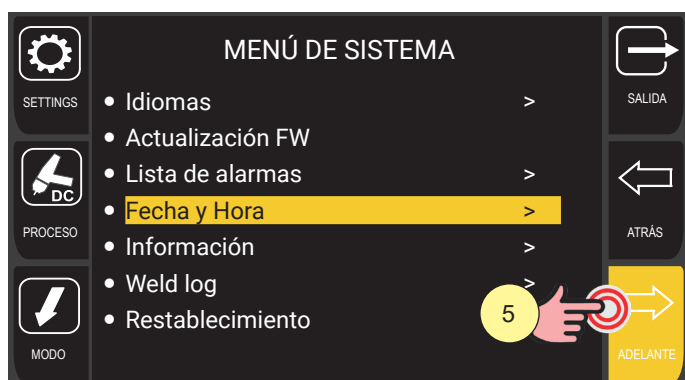 MENÚ DE SISTEMA
SETTINGS
PROCESO
DC
MODO
• Idiomas >
• Actualización FW
• Lista de alarmas >
• Fecha y Hora >
• Información >
• Weld log >
• Restablecimiento
5
SALIDA
ATRÁS
ADELANTE